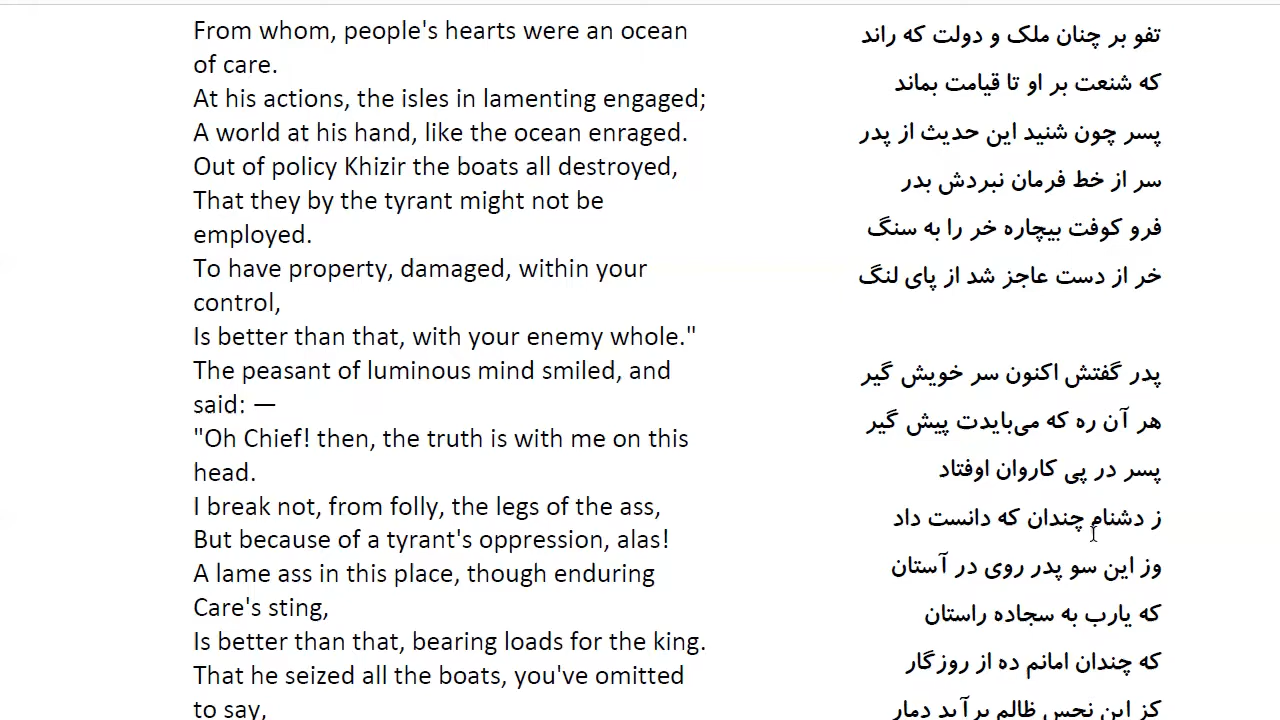 From whom, people's hearts were an ocean
of care.
At his actions, the isles in lamenting engaged;
A world at his hand, like the ocean enraged.
Out of policy Khizir the boats all destroyed,
That they by the tyrant might not be
employed.
To have property, damaged, within your
control,
Is better than that, with your enemy whole."
The peasant of luminous mind smiled, and
said: —
"Oh Chief! then, the truth is with me on this
head.
I break not, from folly, the legs of the ass,
But because of a tyrant's oppression, alas!
A lame ass in this place, though enduring
Care's sting,
Is better than that, bearing loads for the king.
That he seized all the boats, you've omitted
to say,
تفو بر چنان ملک و دولت که راند
که شنعت بر او تا قیامت بماند
پسر چون شنید این حدیث از پدر
سر از خط فرمان نبردش بدر
فرو کوفت بیچاره خر را به سنگ
خر از دست عاجز شد از پای لنگ
پدر گفتش اکنون سر خویش گیر
هر آن ره که می‌بایدت پیش گیر
پسر در پی کاروان اوفتاد
ز دشنام چندان که دانست داد
وز این سو پدر روی در آستان
که یارب به سجاده راستان
که چندان امانم ده از روزگار
کز این نحس ظالم برآید دمار